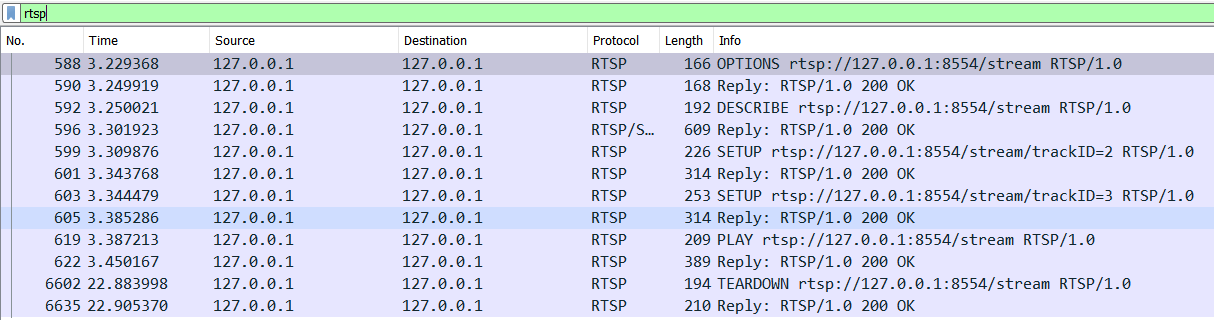 rtsp
No. Time Source Destination Protocol Length Info
588 3.229368 127.0.0.1 127.0.0.1 RTSP 166 OPTIONS rtsp://127.0.0.1:8554/stream RTSP/1.0
590 3.249919 127.0.0.1 127.0.0.1 RTSP 168 Reply: RTSP/1.0 200 OK
592 3.250021 127.0.0.1 127.0.0.1 RTSP 192 DESCRIBE rtsp://127.0.0.1:8554/stream RTSP/1.0
596 3.301923 127.0.0.1 127.0.0.1 RTSP/S… 609 Reply: RTSP/1.0 200 OK
599 3.309876 127.0.0.1 127.0.0.1 RTSP 226 SETUP rtsp://127.0.0.1:8554/stream/trackID=2 RTSP/1.0
601 3.343768 127.0.0.1 127.0.0.1 RTSP 314 Reply: RTSP/1.0 200 OK
603 3.344479 127.0.0.1 127.0.0.1 RTSP 253 SETUP rtsp://127.0.0.1:8554/stream/trackID=3 RTSP/1.0
605 3.385286 127.0.0.1 127.0.0.1 RTSP 314 Reply: RTSP/1.0 200 OK
619 3.387213 127.0.0.1 127.0.0.1 RTSP 209 PLAY rtsp://127.0.0.1:8554/stream RTSP/1.0
622 3.450167 127.0.0.1 127.0.0.1 RTSP 389 Reply: RTSP/1.0 200 OK
6602 22.883998 127.0.0.1 127.0.0.1 RTSP 194 TEARDOWN rtsp://127.0.0.1:8554/stream RTSP/1.0
6635 22.905370 127.0.0.1 127.0.0.1 RTSP 210 Reply: RTSP/1.0 200 OK